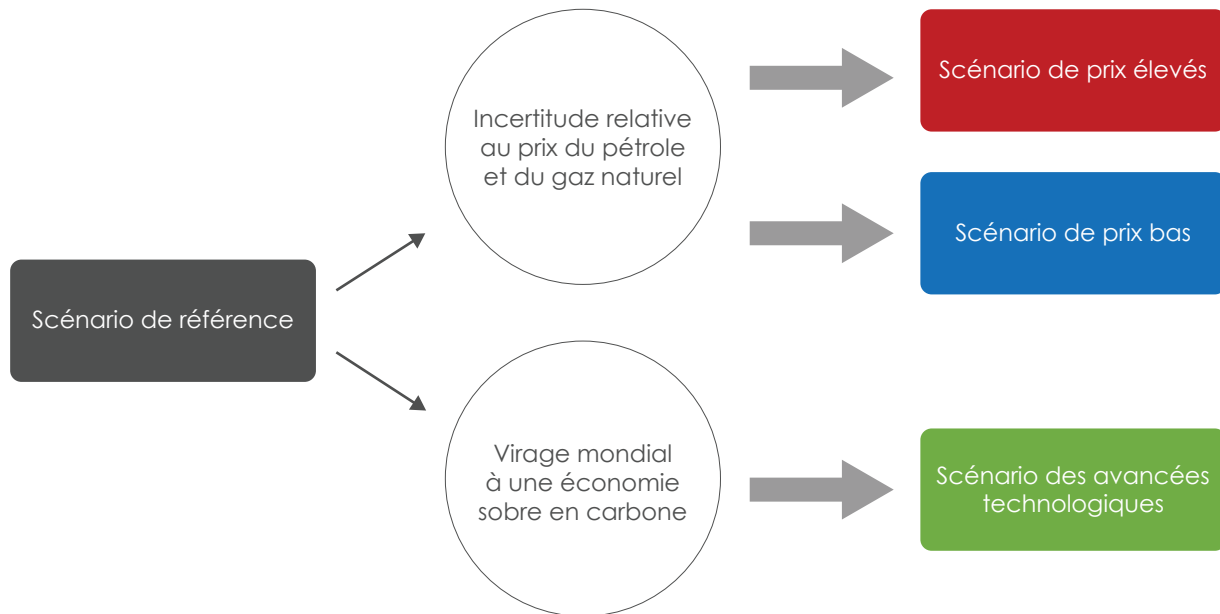 Scénario de référence
Incertitude relative
au prix du pétrole
et du gaz naturel
Scénario de prix élevés
Scénario de prix bas
Virage mondial
à une économie
sobre en carbone
Scénario des avancées
technologiques